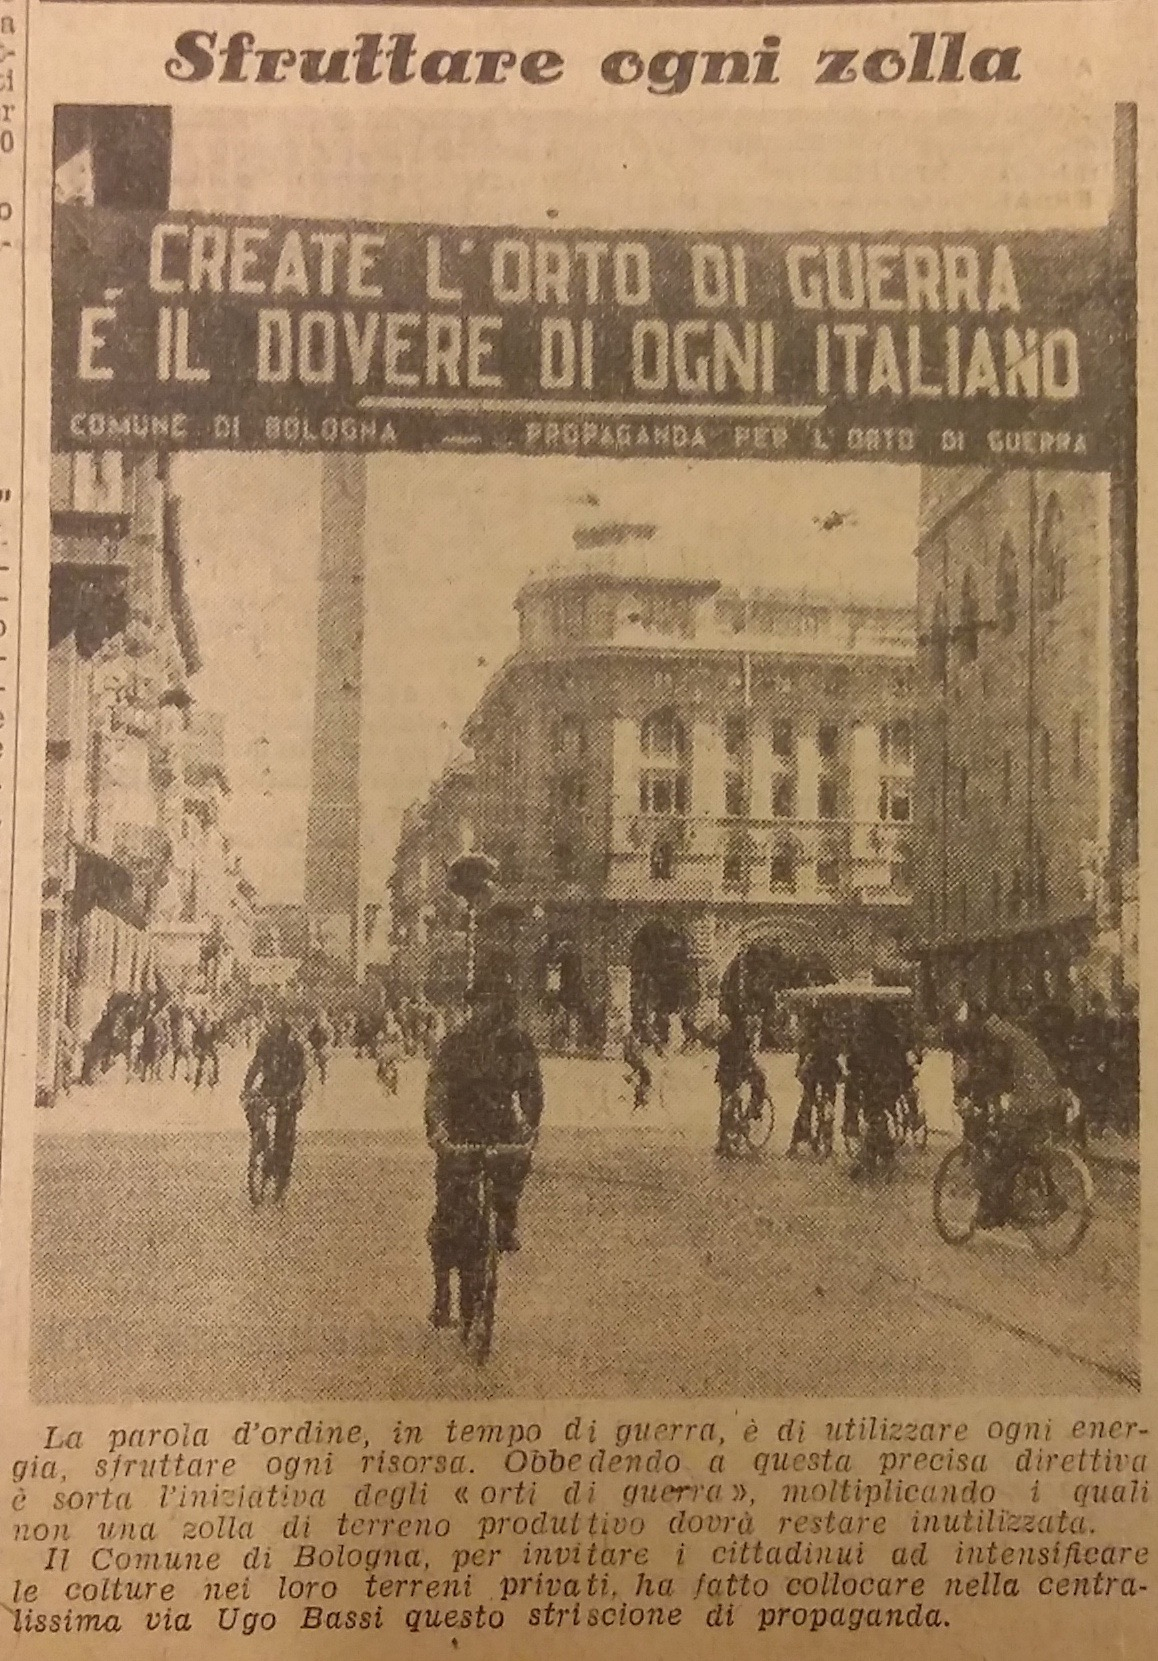 Sfruttare ogni zolla
CREATE L'ORTO DI GUERRA
É IL DOVERE DI OGNI ITALIANO
COMUNE DI BOLOGNA — PROPAGANDA PER L'ORTO DI GUERRA
La parola d'ordine, in tempo di guerra, è di utilizzare ogni ener-
gia, sfruttare ogni risorsa. Obbedendo a questa precisa direttiva
è sorta l'iniziativa degli « orti di guerra », moltiplicando i quali
non una zolla di terreno produttivo dovrà restare inutilizzata.
Il Comune di Bologna, per invitare i cittadinui ad intensificare
le colture nei loro terreni privati, ha fatto collocare nella centra-
lissima via Ugo Bassi questo striscione di propaganda.